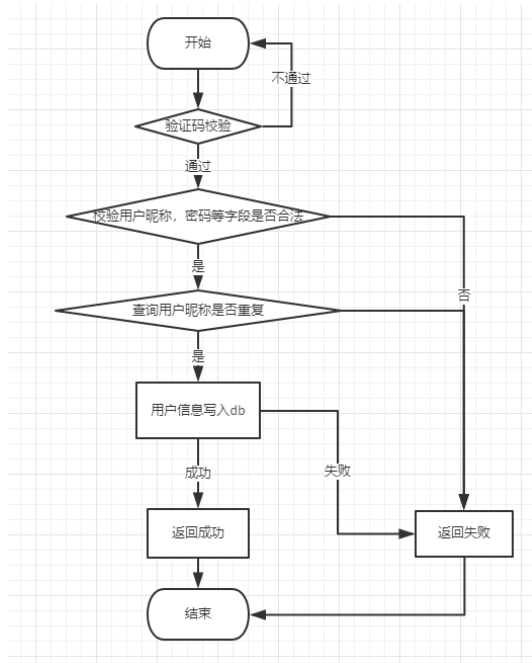 开始
不通过
验证码校验
通过
校验用户昵称，密码等字段是否合法
是
否
查询用户昵称是否重复
是
用户信息写入db
失败
成功
返回成功
返回失败
结束